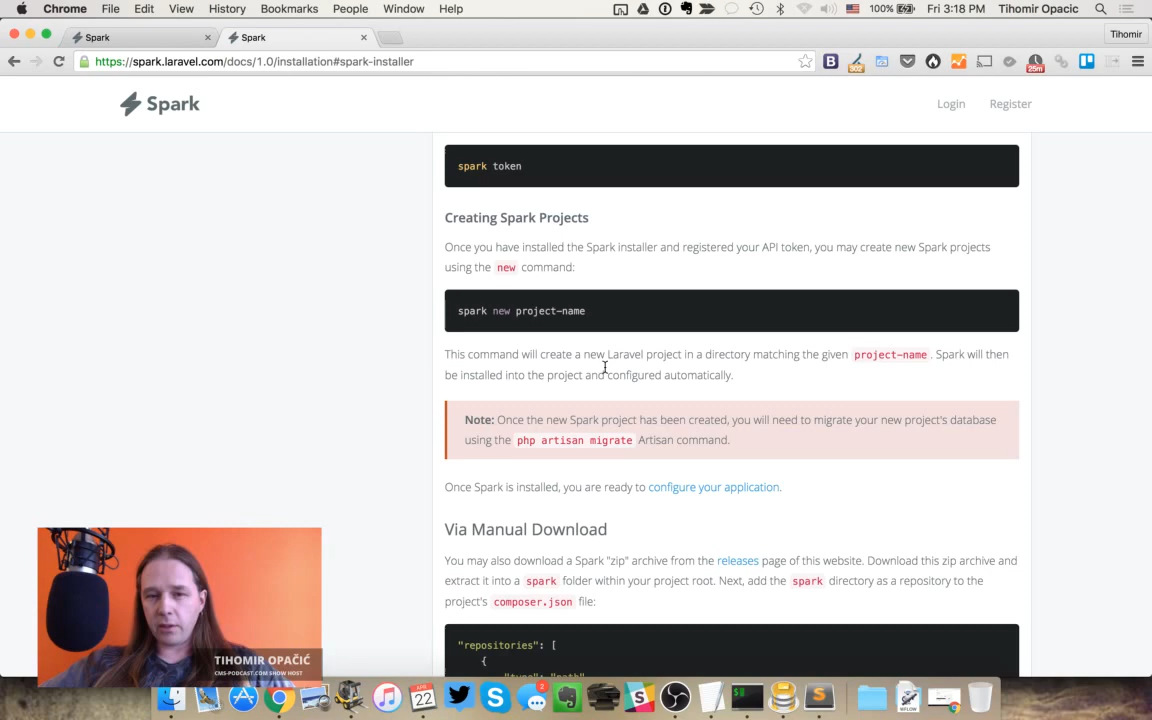 Chrome File Edit View History Bookmarks People Window Help 100% Fri 3:18 PM Tihomir Opacic
Spark
Spark
Tihomir
https://spark.laravel.com/docs/1.0/installation#spark-installer
B
25m
Spark
Login Register
spark token
Creating Spark Projects
Once you have installed the Spark installer and registered your API token, you may create new Spark projects
using the new command:
spark new project-name
This command will create a new Laravel project in a directory matching the given project-name . Spark will then
be installed into the project and configured automatically.
Note: Once the new Spark project has been created, you will need to migrate your new project's database
using the php artisan migrate Artisan command.
Once Spark is installed, you are ready to configure your application.
Via Manual Download
You may also download a Spark "zip" archive from the releases page of this website. Download this zip archive and
extract it into a spark folder within your project root. Next, add the spark directory as a repository to the
project's composer.json file:
"repositories": [
{
TIHOMIR OPAČIĆ
CMS-PODCAST.COM SHOW HOST